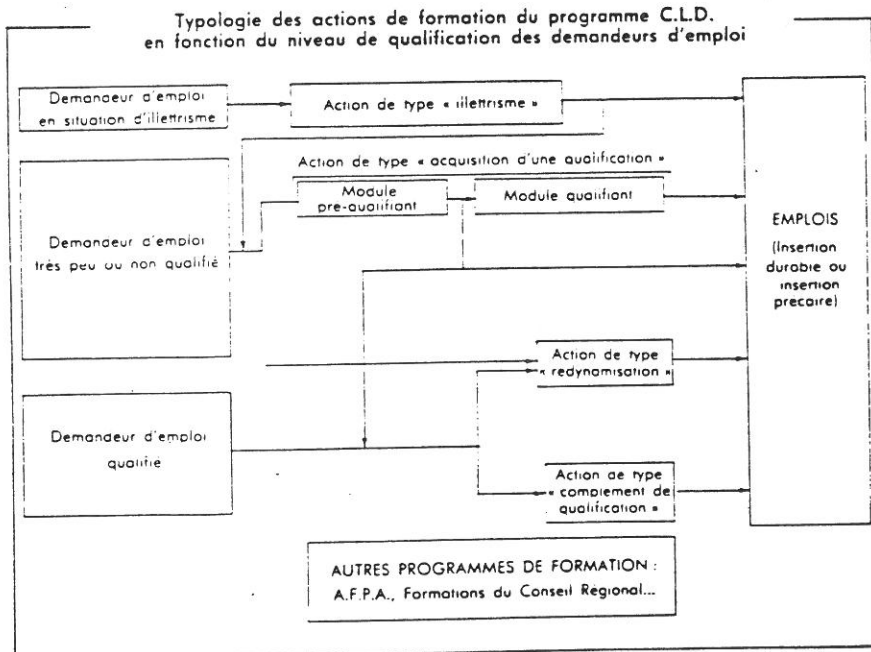 Typologie des actions de formation du programme C.L.D.
en fonction du niveau de qualification des demandeurs d'emploi
Demandeur d'emploi
en situation d'illettrisme
Action de type « illettrisme »
Action de type « acquisition d'une qualification »
Module
pre-qualifiant
Module qualifiant
Demandeur d'emploi
très peu ou non qualifié
EMPLOIS
(Insertion
durable ou
insertion
precaire)
Action de type
« redynamisation »
Demandeur d'emploi
qualifié
Action de type
« complement de
qualification »
AUTRES PROGRAMMES DE FORMATION :
A.F.P.A., Formations du Conseil Régional...